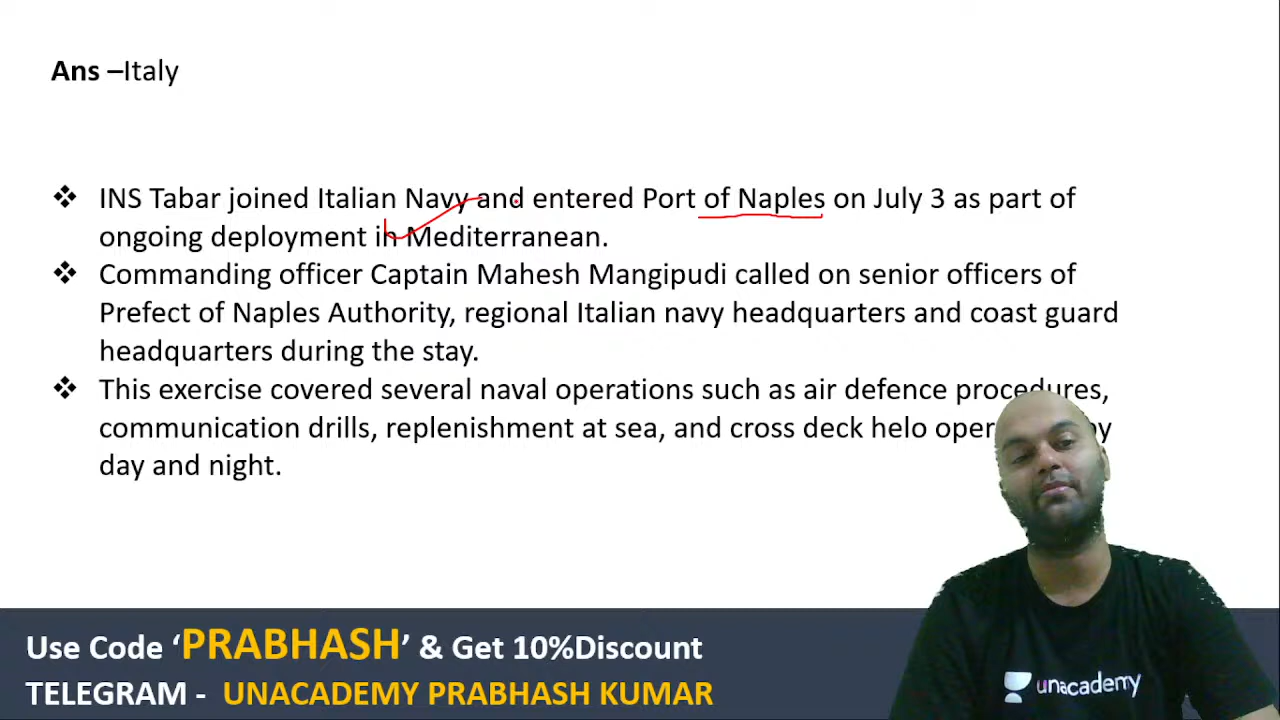 Ans –Italy
❖ INS Tabar joined Italian Navy and entered Port of Naples on July 3 as part of
ongoing deployment in Mediterranean.
❖ Commanding officer Captain Mahesh Mangipudi called on senior officers of
Prefect of Naples Authority, regional Italian navy headquarters and coast guard
headquarters during the stay.
❖ This exercise covered several naval operations such as air defence procedures,
communication drills, replenishment at sea, and cross deck helo
day and night.
Use Code ‘PRABHASH’ & Get 10%Discount
TELEGRAM - UNACADEMY PRABHASH KUMAR
unacademy